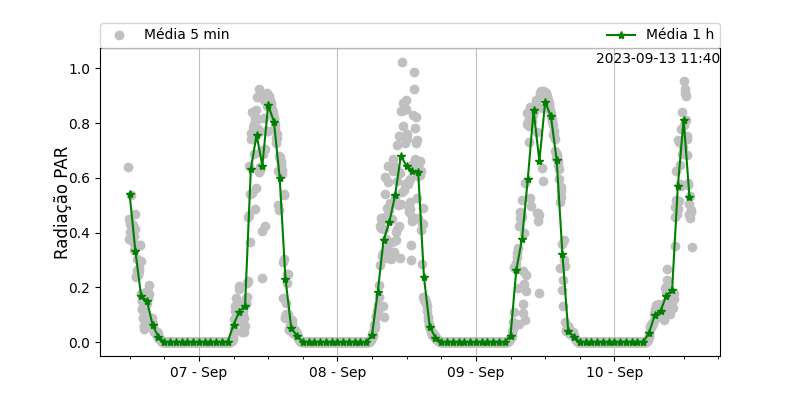 Média 5 min
Média 1 h
2023-09-13 11:40
Radiação PAR
1.0
0.8
0.6
0.4
0.2
0.0
07 - Sep
08 - Sep
09 - Sep
10 - Sep